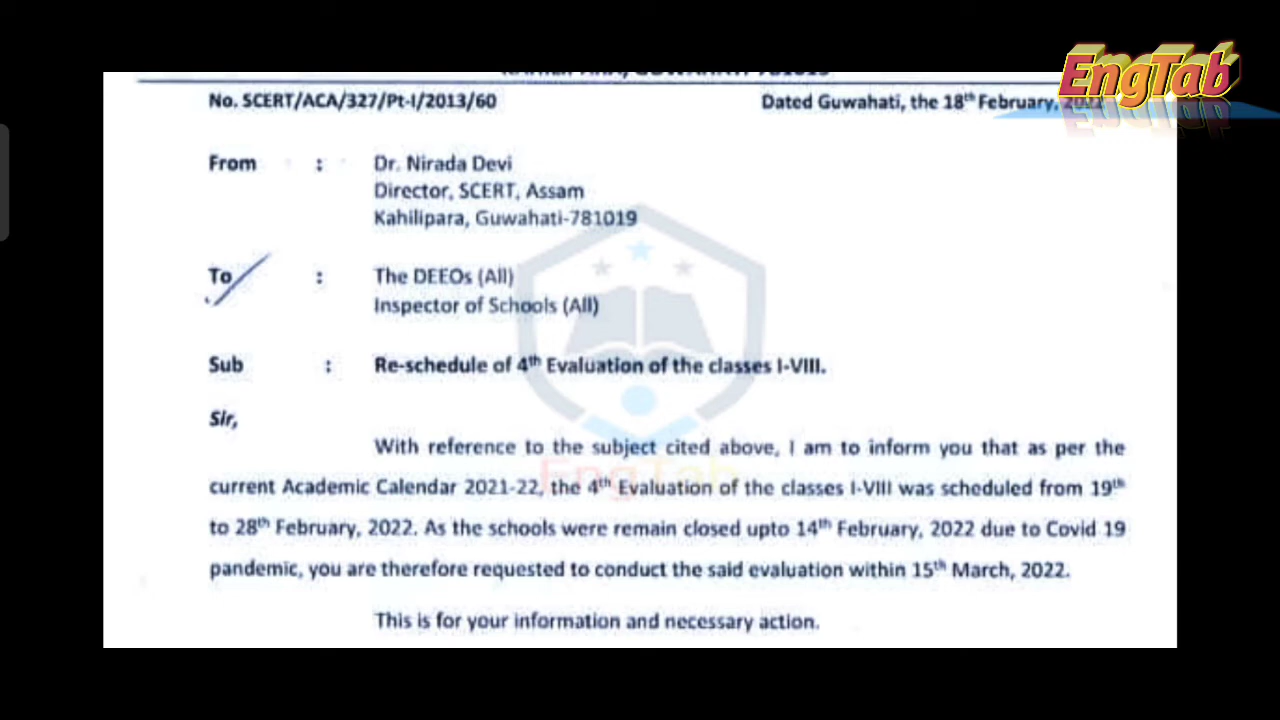 EngTab
No. SCERT/ACA/327/Pt-I/2013/60 Dated Guwahati, the 18th February, 2022
From : Dr. Nirada Devi
Director, SCERT, Assam
Kahilipara, Guwahati-781019
To : The DEEOs (All)
Inspector of Schools (All)
Sub : Re-schedule of 4th Evaluation of the classes I-VIII.
Sir,
With reference to the subject cited above, I am to inform you that as per the
current Academic Calendar 2021-22, the 4th Evaluation of the classes I-VIII was scheduled from 19th
to 28th February, 2022. As the schools were remain closed upto 14th February, 2022 due to Covid 19
pandemic, you are therefore requested to conduct the said evaluation within 15th March, 2022.
EngTab
This is for your information and necessary action.